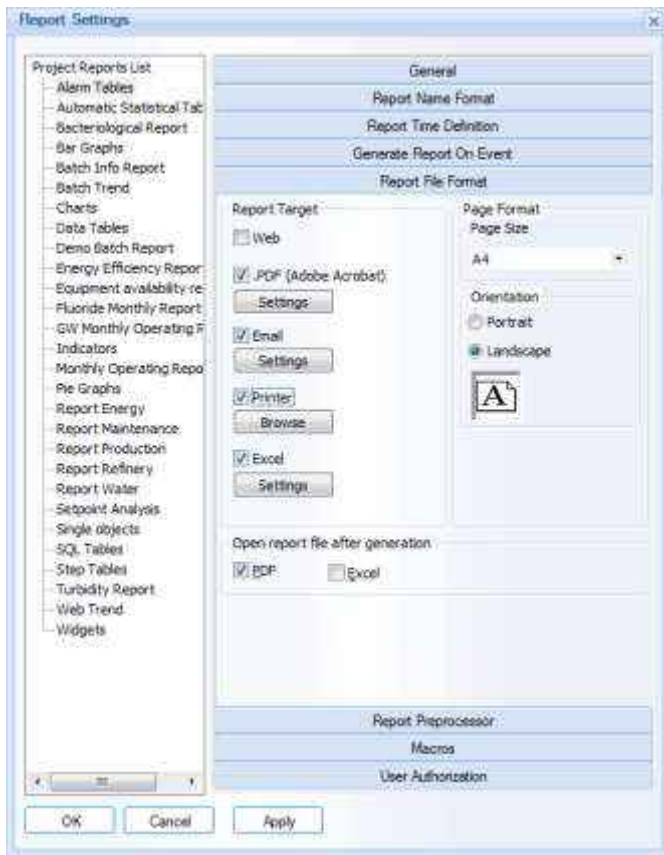 Report Settings
Project Reports List
Alarm Tables
Automatic Statistical Tab
Bacteriological Report
Bar Graphs
Batch Info Report
Batch Trend
Charts
Data Tables
Demo Batch Report
Energy Efficiency Repor
Equipment availability re
Fluoride Monthly Report
GW Monthly Operating R
Indicators
Monthly Operating Repo
Pie Graphs
Report Energy
Report Maintenance
Report Production
Report Refinery
Report Water
Setpoint Analysis
Single objects
SQL Tables
Step Tables
Turbidity Report
Web Trend
Widgets
General
Report Name Format
Report Time Definition
Generate Report On Event
Report File Format
Report Target
Web
.PDF (Adobe Acrobat)
Settings
Email
Settings
Printer
Browse
Excel
Settings
Page Format
Page Size
A4
Orientation
Portrait
Landscape
A
Open report file after generation
PDF
Excel
Report Preprocessor
Macros
User Authorization
OK
Cancel
Apply